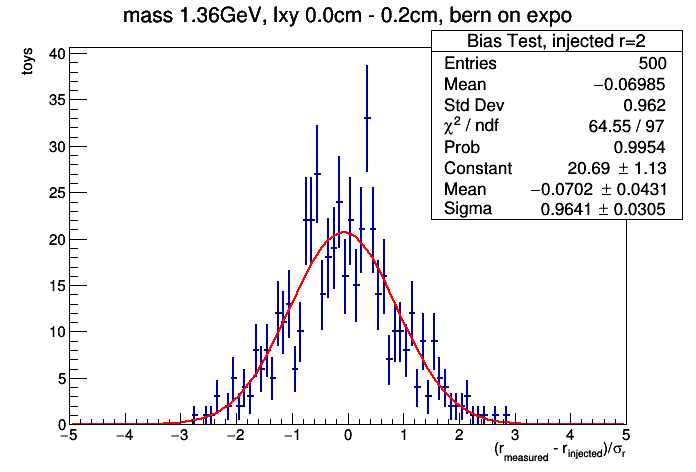 mass 1.36GeV, lxy 0.0cm - 0.2cm, bern on expo
Bias Test, injected r=2
Entries 500
Mean −0.06985
Std Dev 0.962
χ² / ndf 64.55 / 97
Prob 0.9954
Constant 20.69 ± 1.13
Mean −0.0702 ± 0.0431
Sigma 0.9641 ± 0.0305
toys
40
35
30
25
20
15
10
5
0
−5 −4 −3 −2 −1 0 1 2 3 4 5
(r_measured - r_injected)/σ_r